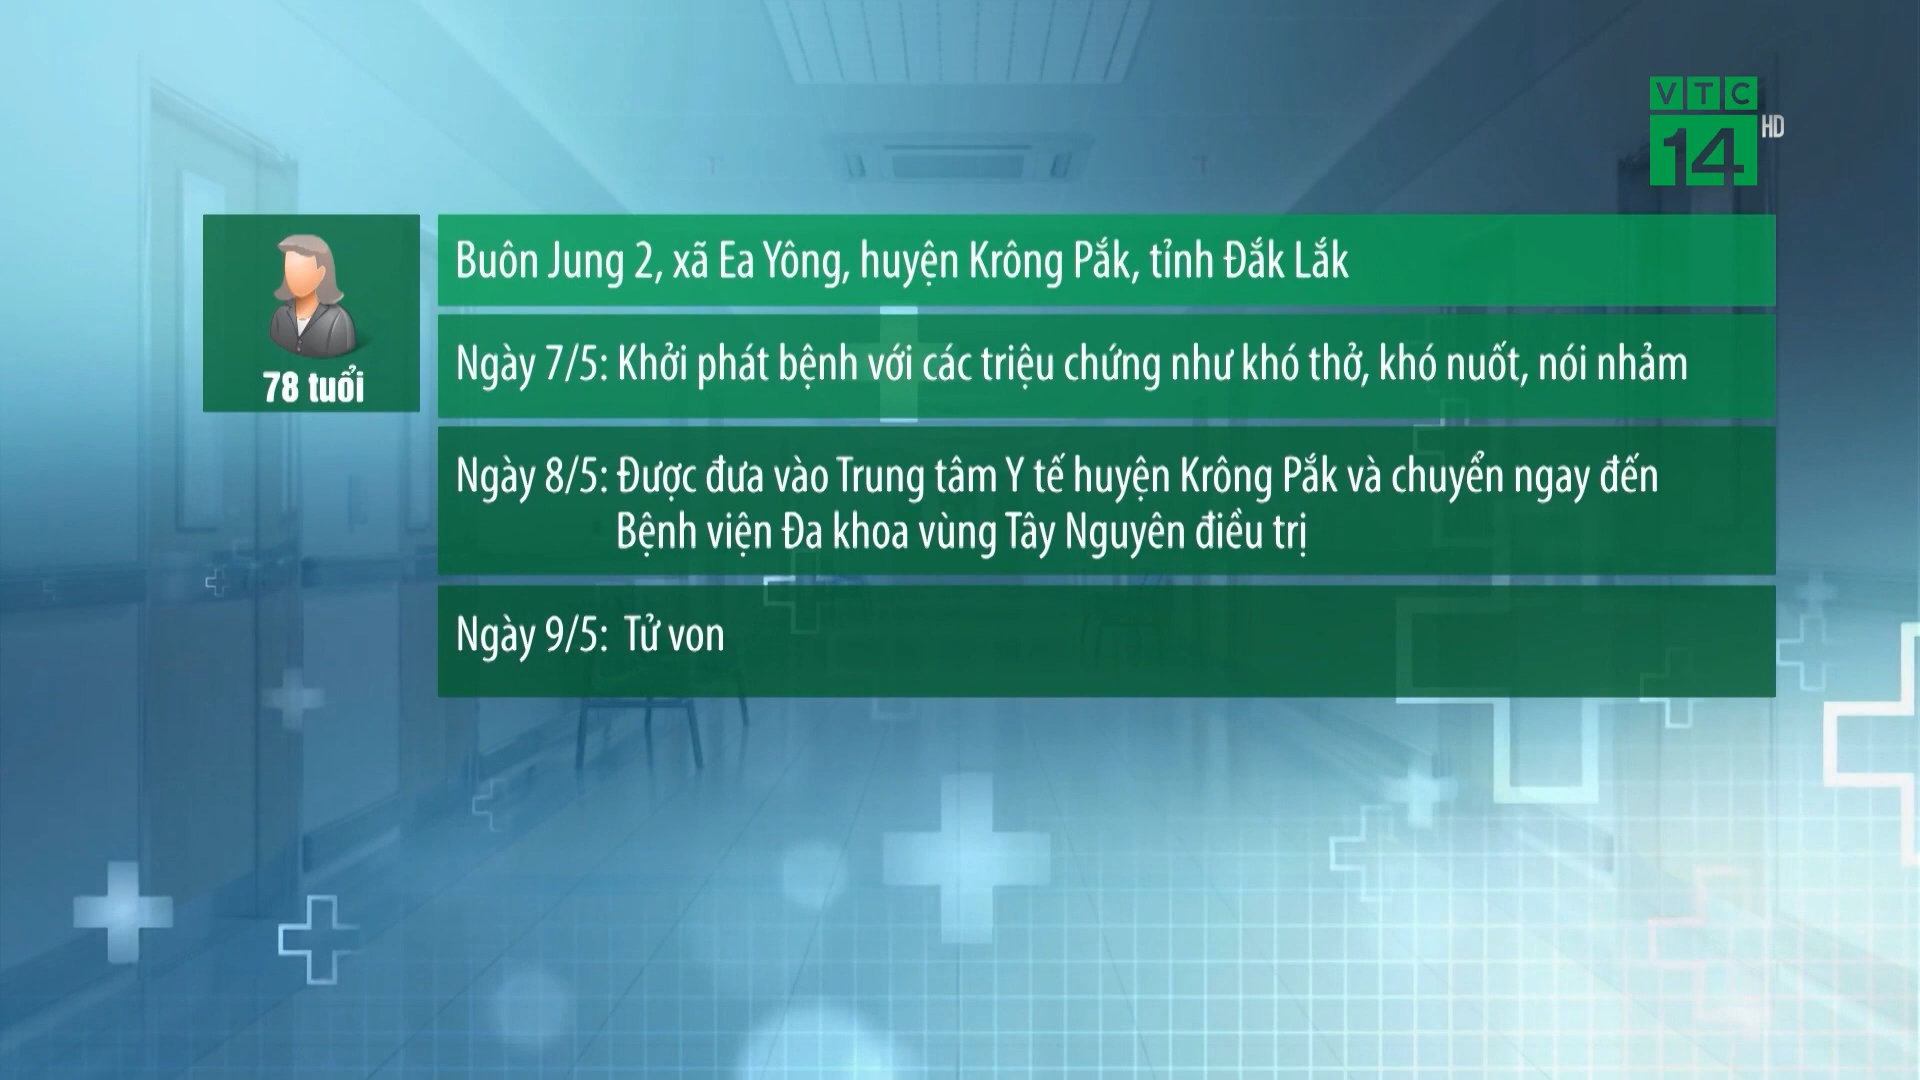 VTC
14 HD
Buôn Jung 2, xã Ea Yông, huyện Krông Pắk, tỉnh Đắk Lắk
78 tuổi
Ngày 7/5: Khởi phát bệnh với các triệu chứng như khó thở, khó nuốt, nói nhảm
Ngày 8/5: Được đưa vào Trung tâm Y tế huyện Krông Pắk và chuyển ngay đến
Bệnh viện Đa khoa vùng Tây Nguyên điều trị
Ngày 9/5: Tử von